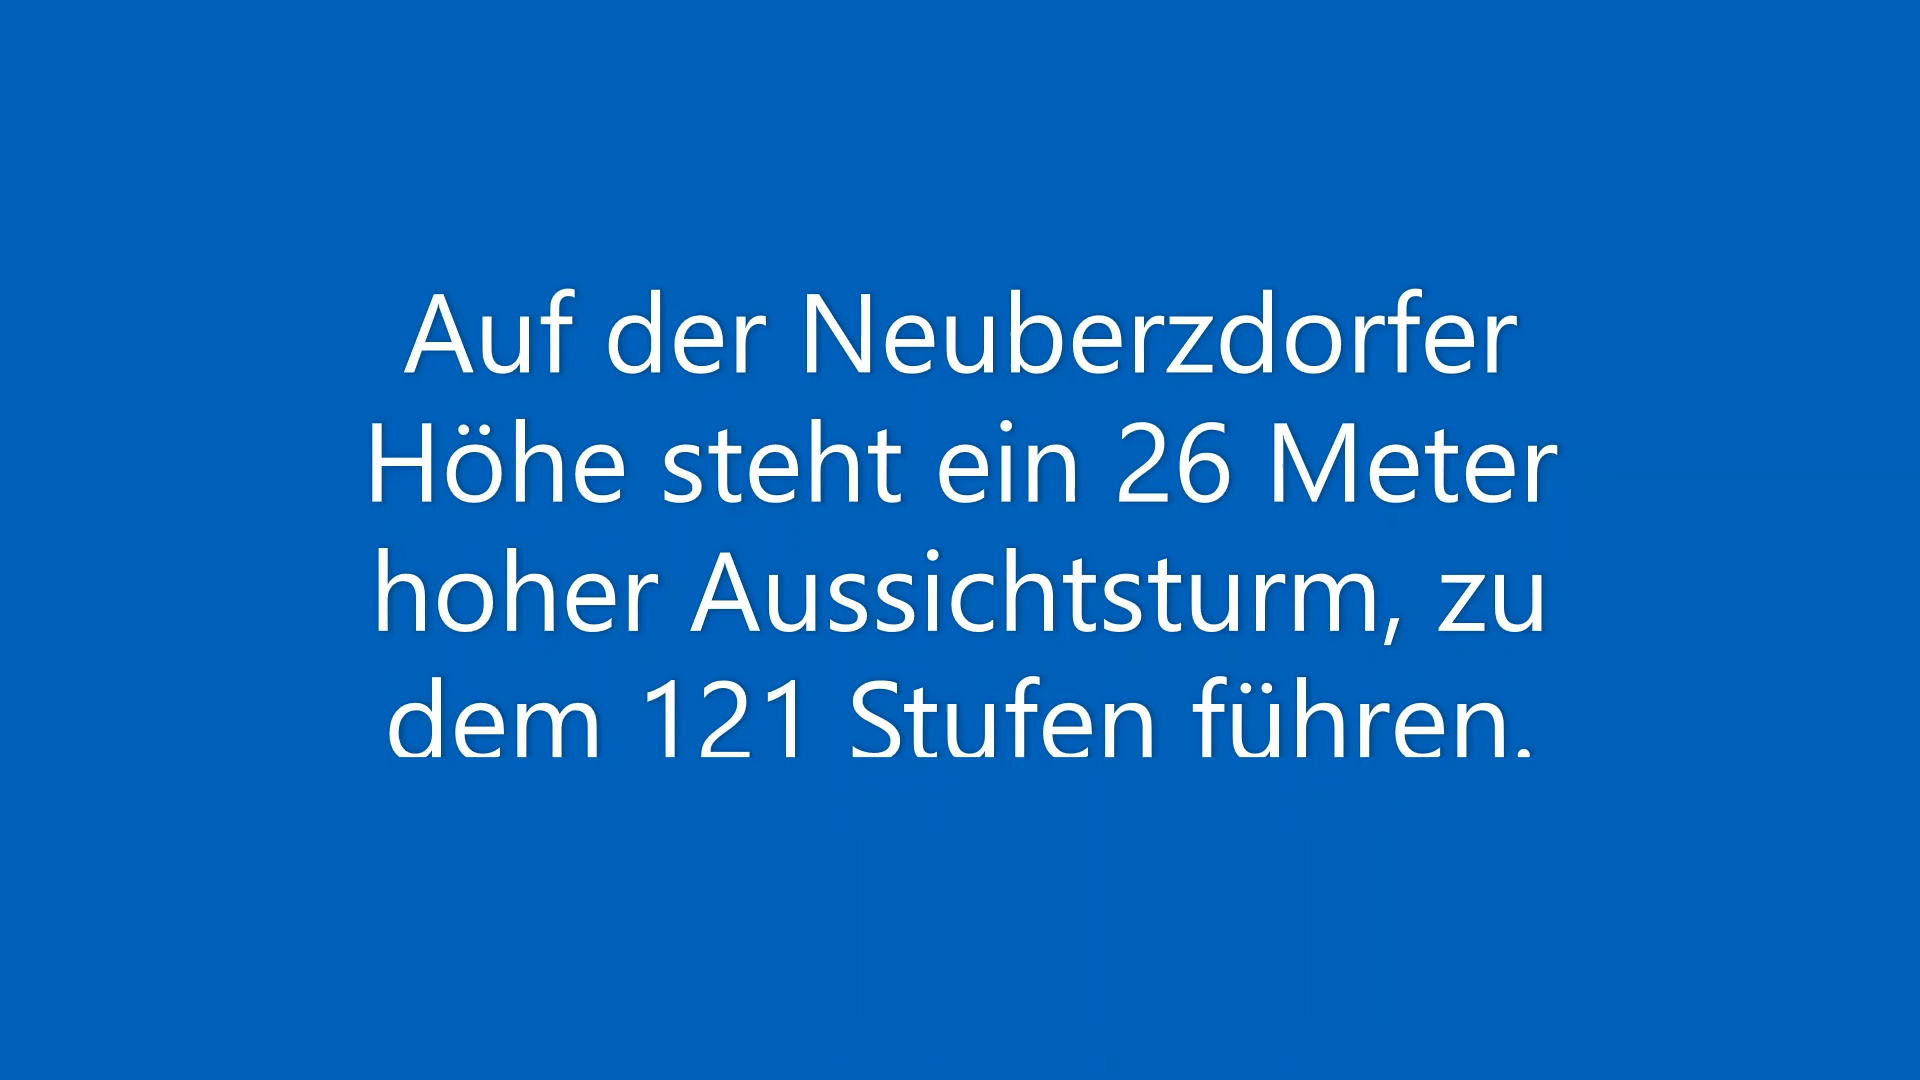 Auf der Neuberzdorfer
Höhe steht ein 26 Meter
hoher Aussichtsturm, zu
dem 121 Stufen führen.